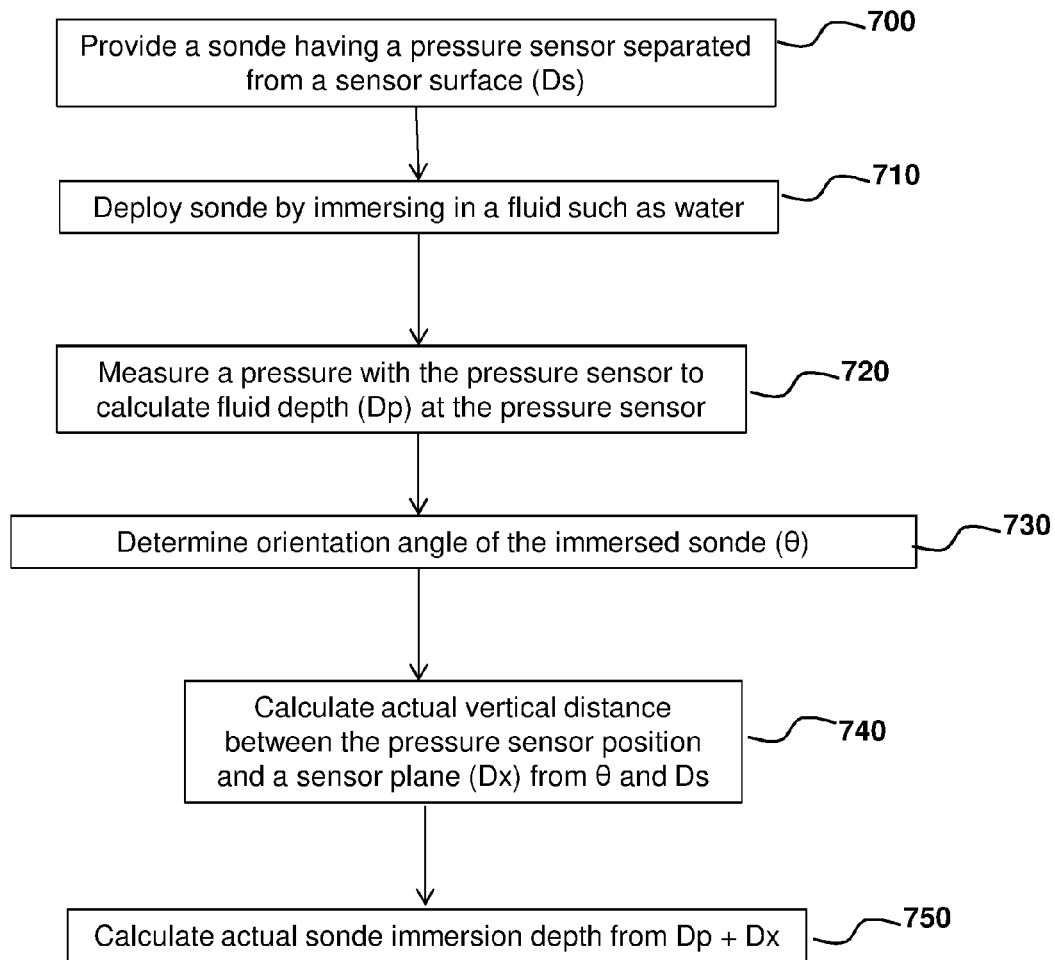 700
Provide a sonde having a pressure sensor separated
from a sensor surface (Ds)
710
Deploy sonde by immersing in a fluid such as water
720
Measure a pressure with the pressure sensor to
calculate fluid depth (Dp) at the pressure sensor
730
Determine orientation angle of the immersed sonde (θ)
740
Calculate actual vertical distance
between the pressure sensor position
and a sensor plane (Dx) from θ and Ds
750
Calculate actual sonde immersion depth from Dp + Dx